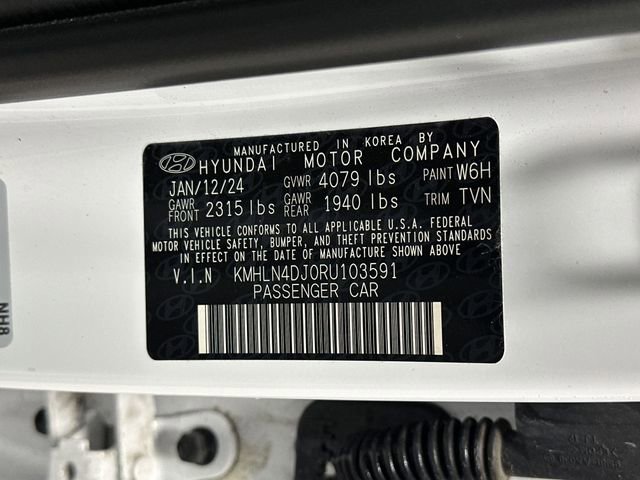 MANUFACTURED IN KOREA BY
HYUNDAI MOTOR COMPANY
JAN/12/24 GVWR 4079 lbs PAINT W6H
GAWR FRONT 2315 lbs GAWR REAR 1940 lbs TRIM TVN
THIS VEHICLE CONFORMS TO ALL APPLICABLE U.S.A. FEDERAL
MOTOR VEHICLE SAFETY, BUMPER, AND THEFT PREVENTION STANDARDS
IN EFFECT ON THE DATE OF MANUFACTURE SHOWN ABOVE
V.I.N KMHLN4DJ0RU103591
PASSENGER CAR
NH8